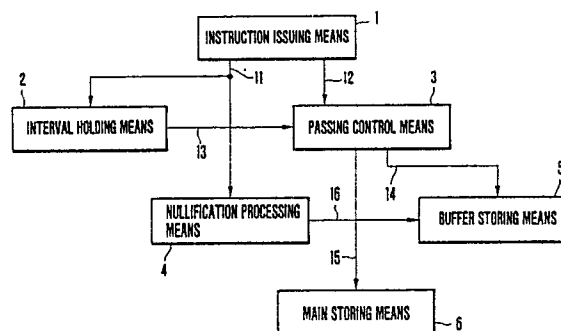 1
INSTRUCTION ISSUING MEANS
11
12
2
3
INTERVAL HOLDING MEANS
PASSING CONTROL MEANS
13
14
5
NULLIFICATION PROCESSING
MEANS
16
BUFFER STORING MEANS
4
15
MAIN STORING MEANS
6